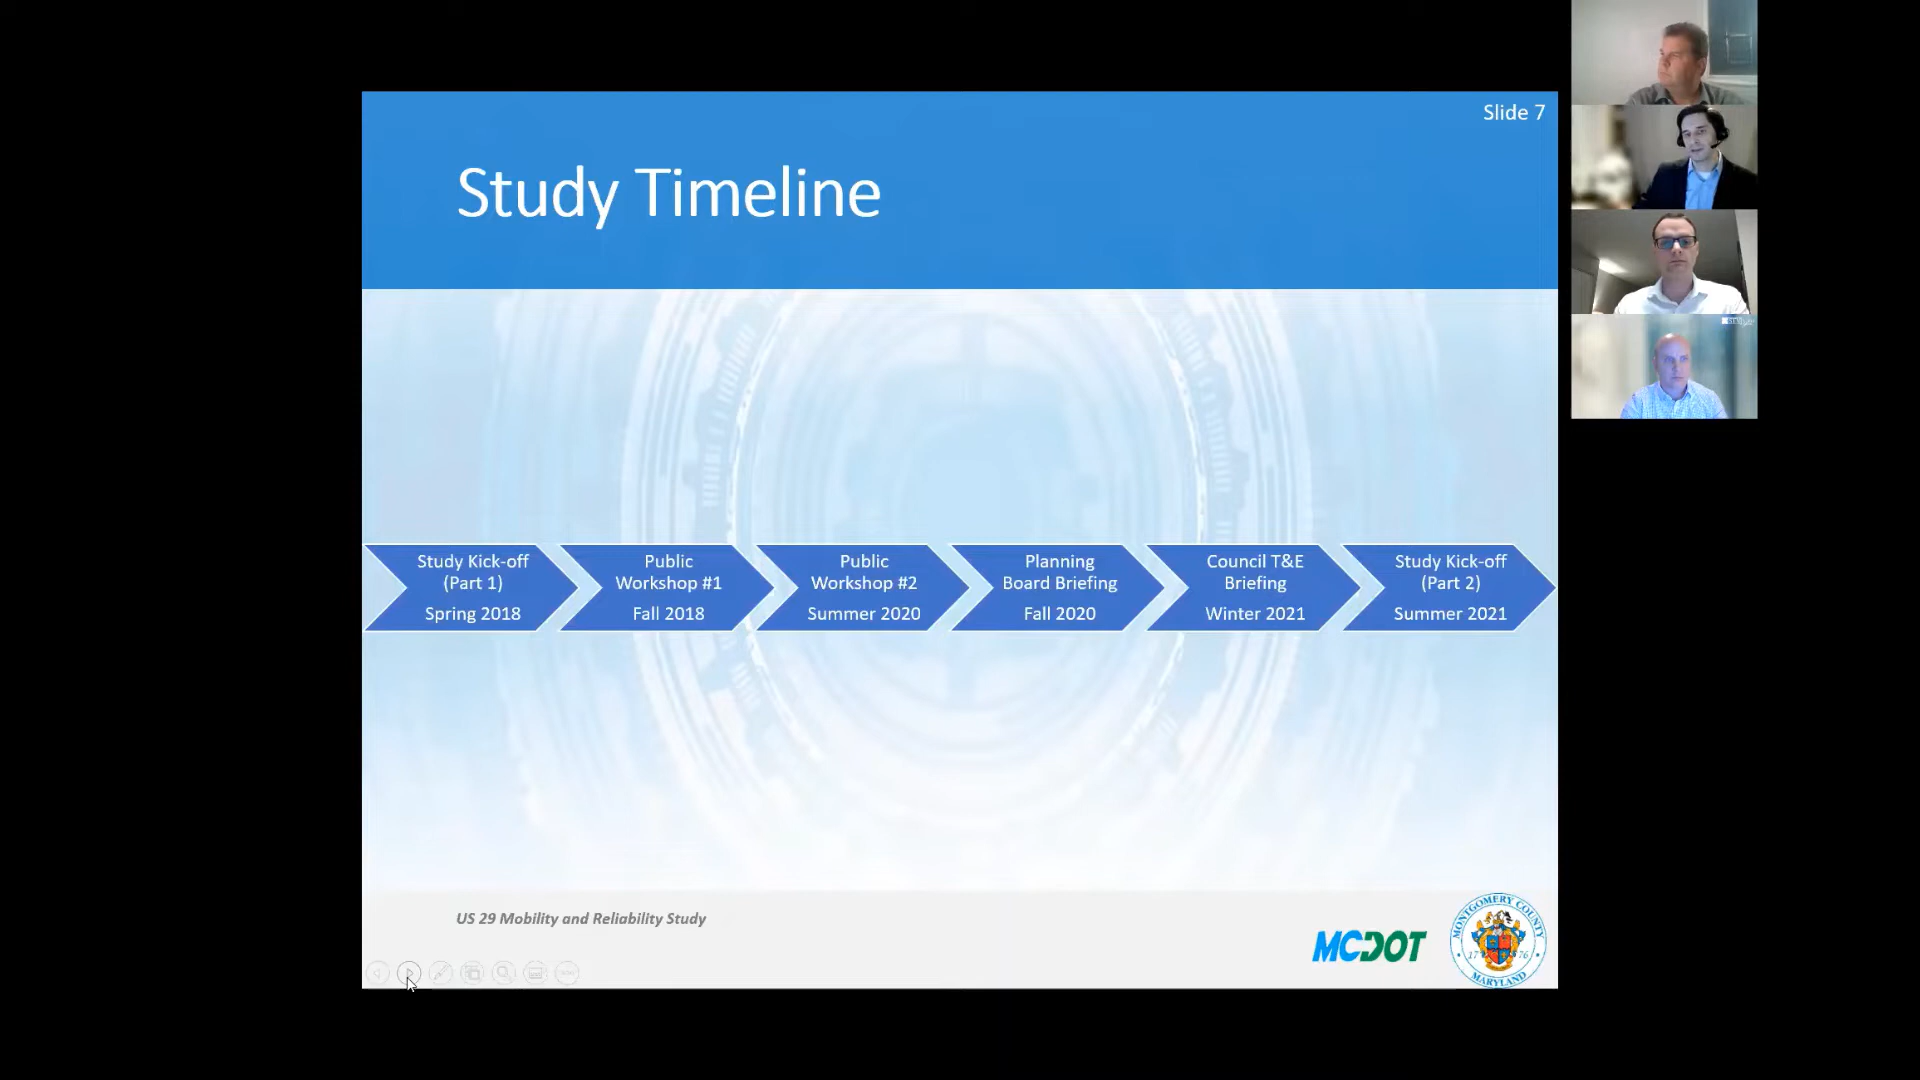 Slide 7
Study Timeline
Study Kick-off
(Part 1)
Spring 2018
Public
Workshop #1
Fall 2018
Public
Workshop #2
Summer 2020
Planning
Board Briefing
Fall 2020
Council T&E
Briefing
Winter 2021
Study Kick-off
(Part 2)
Summer 2021
US 29 Mobility and Reliability Study
MCDOT
MONTGOMERY COUNTY
17 76
MARYLAND